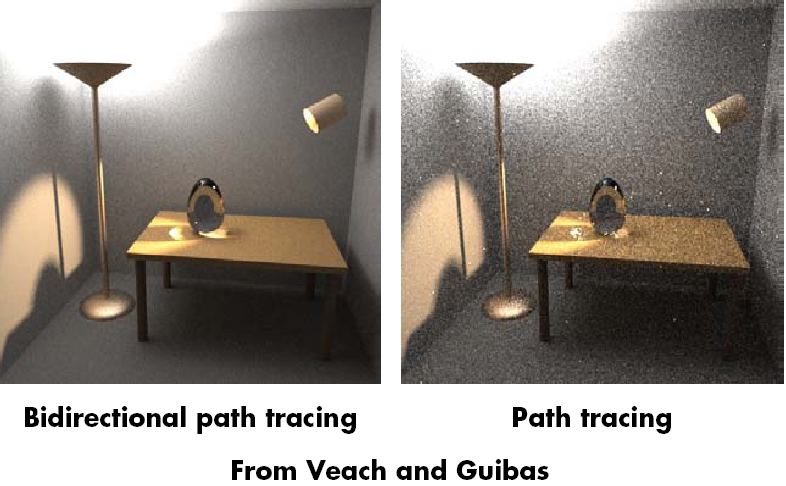 Bidirectional path tracing
Path tracing
From Veach and Guibas